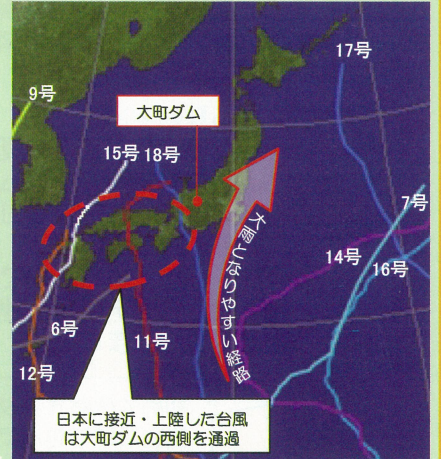 17号
9号
大町ダム
15号
18号
7号
14号
16号
大雨となりやすい経路
6号
11号
12号
日本に接近・上陸した台風
は大町ダムの西側を通過